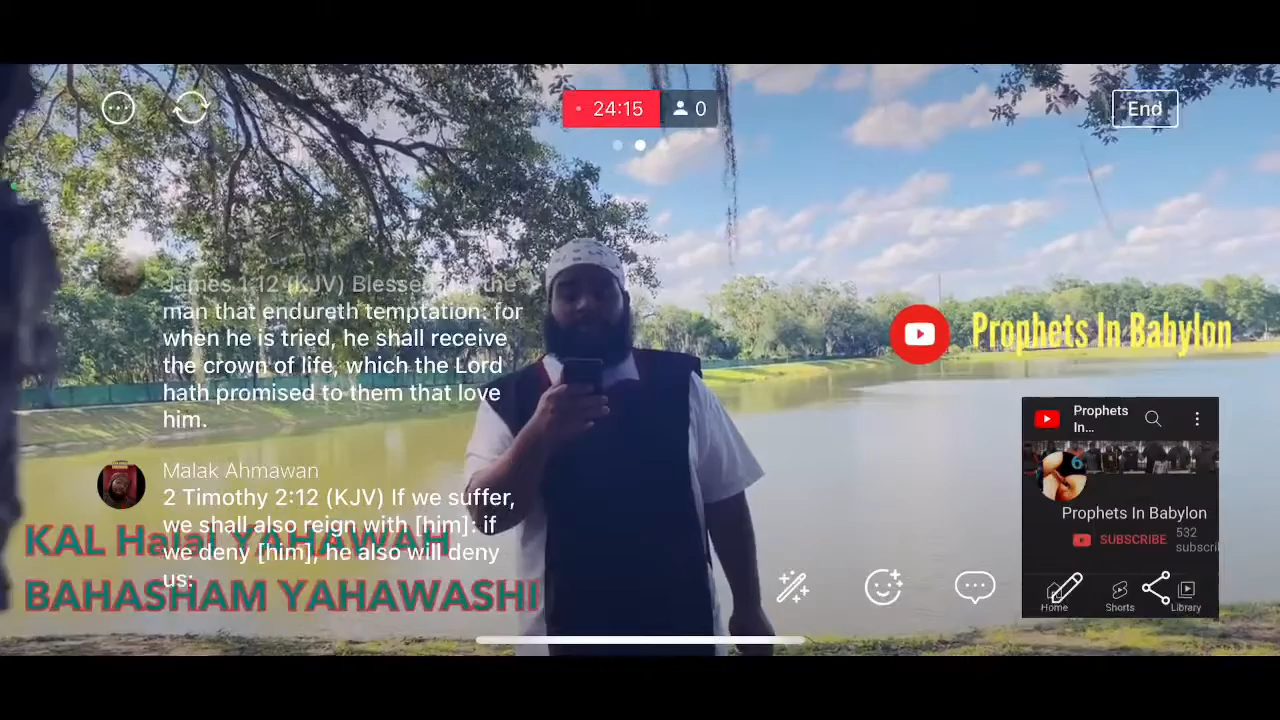 24:15
0
End
James 1:12 (KJV) Blessed the
man that endureth temptation: for
when he is tried, he shall receive
the crown of life, which the Lord
hath promised to them that love
him.
Prophets In Babylon
Malak Ahmawan
2 Timothy 2:12 (KJV) If we suffer,
we shall also reign with [him]: if
we deny [him], he also will deny
us:
KAL Halal YAHAWAH
BAHASHAM YAHAWASHI
Prophets
In...
6
Prophets In Babylon
SUBSCRIBE
532
subscri
Home
Shorts
Library